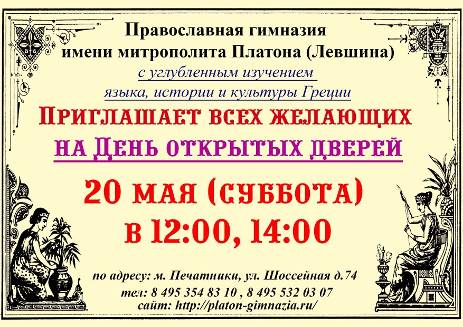 Православная гимназия
имени митрополита Платона (Левшина)
с углубленным изучением
языка, истории и культуры Греции
Приглашает всех желающих
на День открытых дверей
20 мая (суббота)
в 12:00, 14:00
по адресу: м. Печатники, ул. Шоссейная д.74
тел: 8 495 354 83 10 , 8 495 532 03 07
сайт: http://platon-gimnazia.ru/